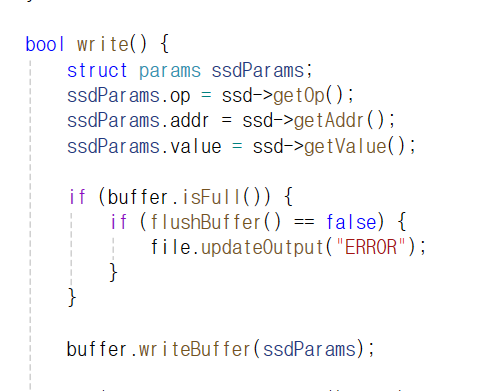 bool write() {
struct params ssdParams;
ssdParams.op = ssd->getOp();
ssdParams.addr = ssd->getAddr();
ssdParams.value = ssd->getValue();
if (buffer.isFull()) {
if (flushBuffer() == false) {
file.updateOutput("ERROR");
}
}
buffer.writeBuffer(ssdParams);